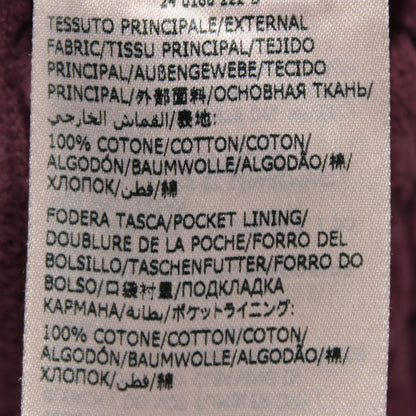 TESSUTO PRINCIPALE/EXTERNAL
FABRIC/TISSU PRINCIPAL/TEJIDO
PRINCIPAL/AUßENGEWEBE/TECIDO
PRINCIPAL/外部面料/ОСНОВНАЯ ТКАНЬ/
القماش الخارجي/表地:
100% COTONE/COTTON/COTON/
ALGODÓN/BAUMWOLLE/ALGODÃO/棉/
ХЛОПОК/قطن/綿
FODERA TASCA/POCKET LINING/
DOUBLURE DE LA POCHE/FORRO DEL
BOLSILLO/TASCHENFUTTER/FORRO DO
BOLSO/口袋衬里/ПОДКЛАДКА
КАРМАНА/بطانه/ポケットライニング:
100% COTONE/COTTON/COTON/
ALGODÓN/BAUMWOLLE/ALGODÃO/棉/
ХЛОПОК/قطن/綿